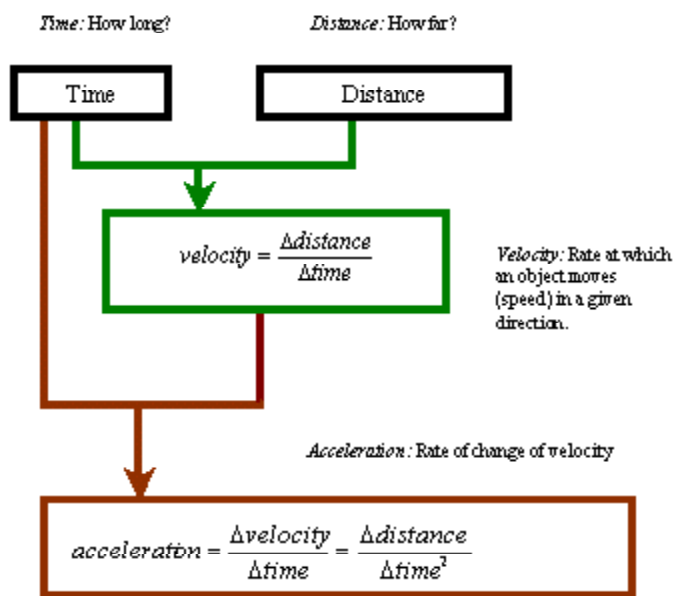 Time: How long? Distance: How far?
Time Distance
velocity = Δdistance / Δtime
Velocity: Rate at which
an object moves
(speed) in a given
direction.
Acceleration: Rate of change of velocity
acceleration = Δvelocity / Δtime = Δdistance / Δtime²